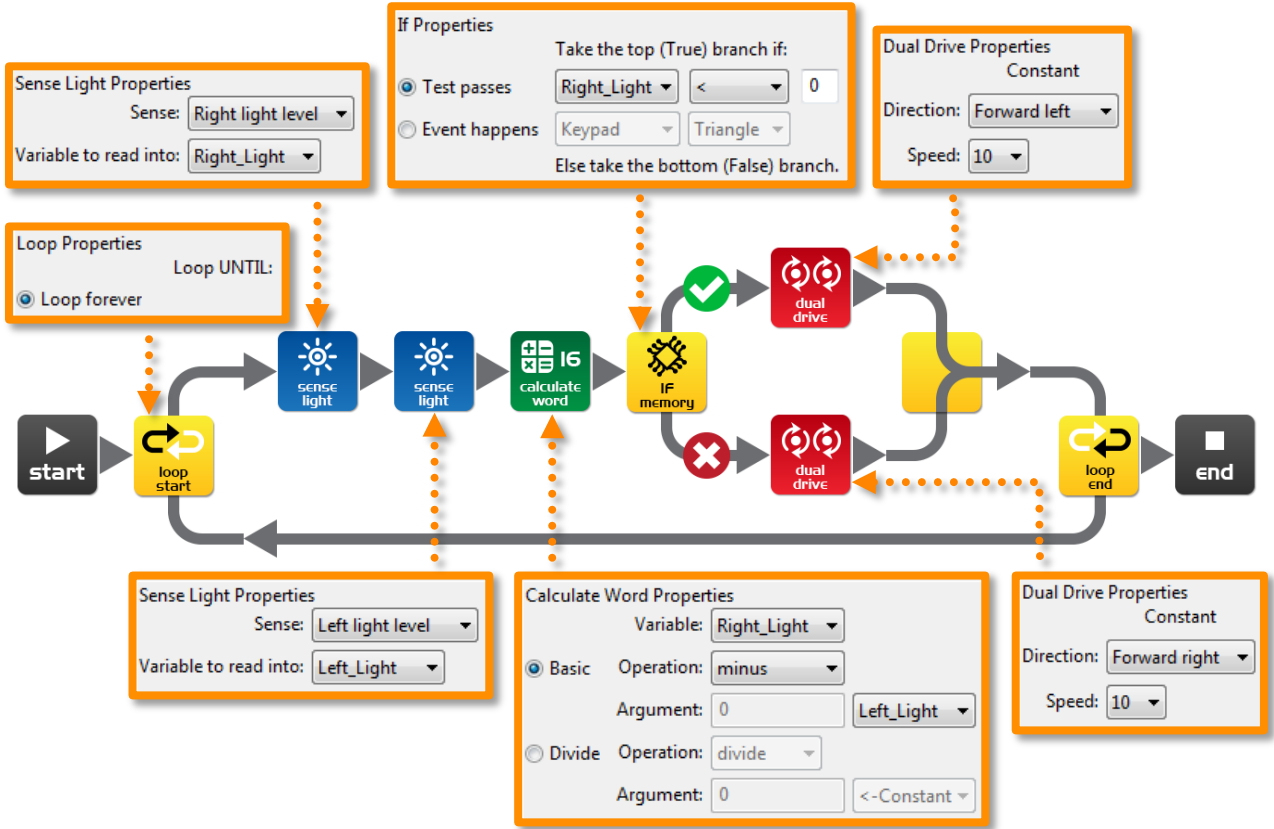 If Properties
Take the top (True) branch if:
Test passes Right_Light < 0
Event happens Keypad Triangle
Else take the bottom (False) branch.
Dual Drive Properties
Constant
Direction: Forward left
Speed: 10
Sense Light Properties
Sense: Right light level
Variable to read into: Right_Light
Loop Properties
Loop UNTIL:
Loop forever
start
loop
start
sense
light
sense
light
16
calculate
word
IF
memory
dual
drive
dual
drive
loop
end
end
Sense Light Properties
Sense: Left light level
Variable to read into: Left_Light
Calculate Word Properties
Variable: Right_Light
Basic Operation: minus
Argument: 0 Left_Light
Divide Operation: divide
Argument: 0 <-Constant
Dual Drive Properties
Constant
Direction: Forward right
Speed: 10